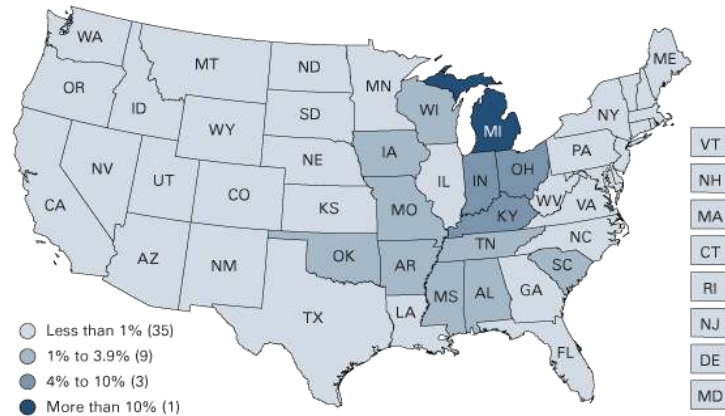 WA
MT
ND
MN
ME
OR
ID
SD
WI
NY
WY
MI
VT
NE
IA
PA
NH
NV
UT
CO
IL
IN
OH
MA
CA
KS
MO
WV
VA
KY
CT
AZ
NM
OK
AR
TN
NC
RI
SC
NJ
TX
LA
MS
AL
GA
DE
FL
MD
Less than 1% (35)
1% to 3.9% (9)
4% to 10% (3)
More than 10% (1)